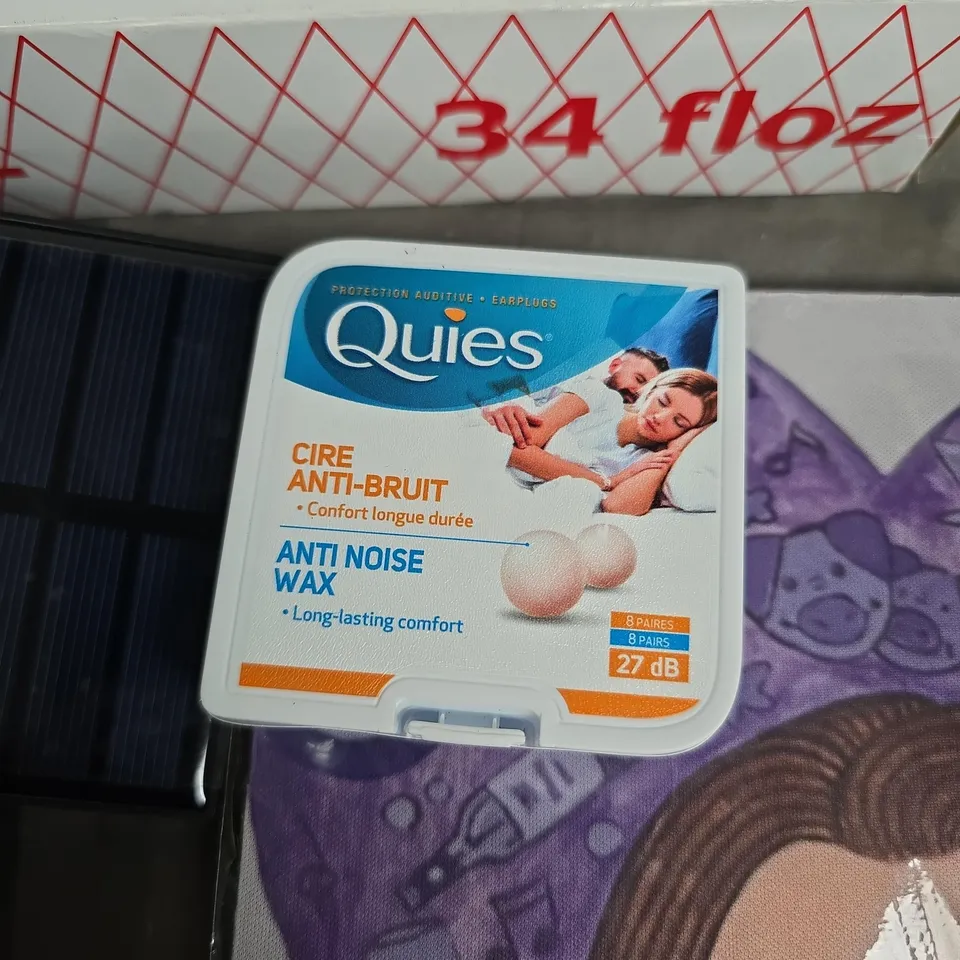 34 floz
PROTECTION AUDITIVE • EARPLUGS
Quies®
CIRE
ANTI-BRUIT
• Confort longue durée
ANTI NOISE
WAX
• Long-lasting comfort
8 PAIRES
8 PAIRS
27 dB